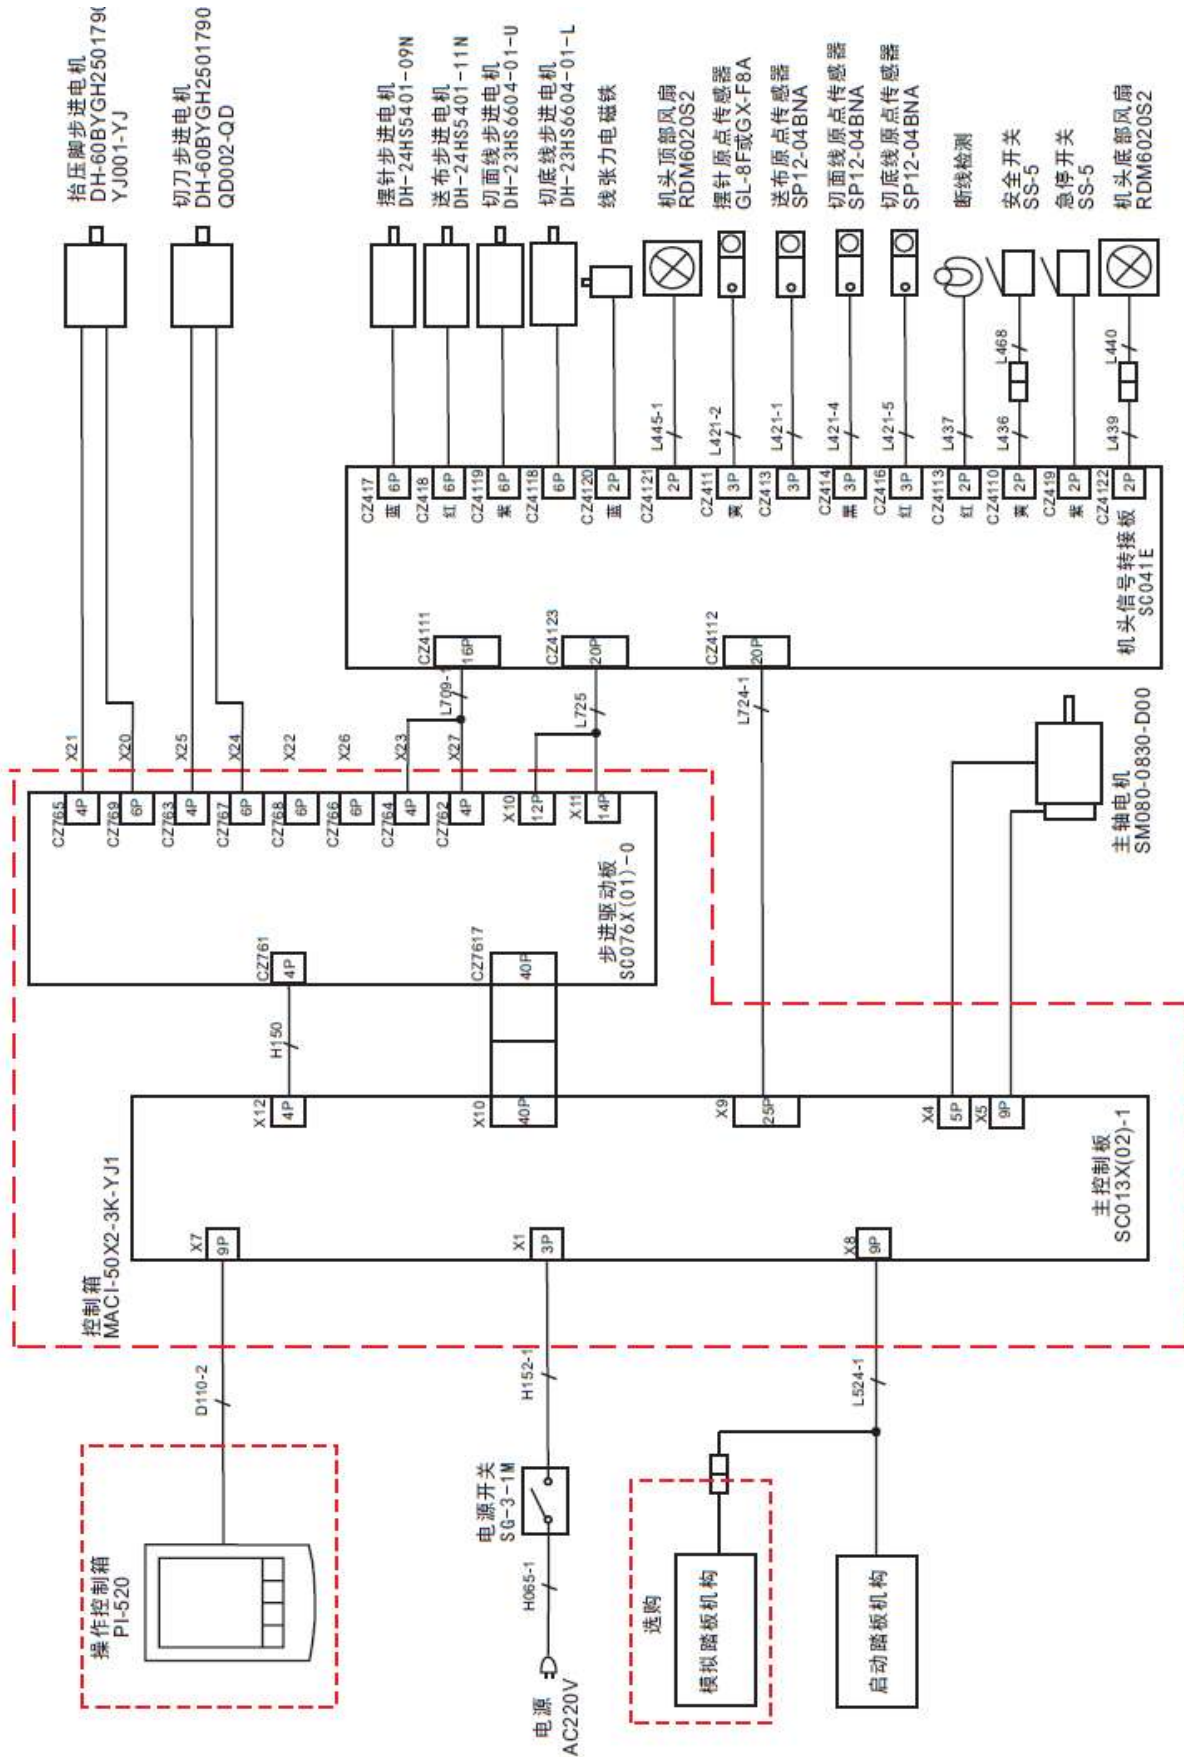 操作控制箱
PI-520
D110-2
电源
AC220V
H065-1
电源开关
SG-3-1M
H152-1
选购
模拟踏板机构
启动踏板机构
L524-1
控制箱
MACI-50X2-3K-YJ1
X7
9P
X1
3P
X8
9P
X12
4P
X10
40P
X9
25P
X4
5P
X5
9P
主控制板
SC013X(02)-1
H150
CZ761
4P
CZ7617
40P
步进驱动板
SC076X(01)-0
CZ765
4P
X21
CZ769
6P
X20
CZ763
4P
X25
CZ767
6P
X24
CZ768
6P
X22
CZ766
6P
X26
CZ764
4P
X23
CZ762
4P
X27
X10
12P
X11
14P
L709-1
L725
L724-1
主轴电机
SM080-0830-D00
CZ4111
16P
CZ4123
20P
CZ4112
20P
机头信号转接板
SC041E
抬压脚步进电机
DH-60BYGH2501790
YJ001-YJ
切刀步进电机
DH-60BYGH2501790
QD002-QD
CZ417
蓝
6P
摆针步进电机
DH-24HS5401-09N
CZ418
红
6P
送布步进电机
DH-24HS5401-11N
CZ4119
紫
6P
切面线步进电机
DH-23HS6604-01-U
CZ4118
6P
切底线步进电机
DH-23HS6604-01-L
CZ4120
蓝
2P
线张力电磁铁
CZ4121
2P
L445-1
机头顶部风扇
RDM6020S2
CZ411
黄
3P
L421-2
摆针原点传感器
GL-8F或GX-F8A
CZ413
3P
L421-1
送布原点传感器
SP12-04BNA
CZ414
黑
3P
L421-4
切面线原点传感器
SP12-04BNA
CZ416
红
3P
L421-5
切底线原点传感器
SP12-04BNA
CZ4113
红
2P
L437
断线检测
CZ4110
黄
2P
L436
L468
安全开关
SS-5
CZ419
紫
2P
急停开关
SS-5
CZ4122
2P
L439
L440
机头底部风扇
RDM6020S2